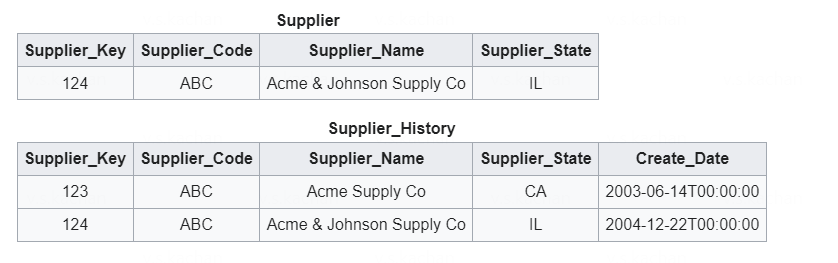 Supplier
Supplier_Key Supplier_Code Supplier_Name Supplier_State
124 ABC Acme & Johnson Supply Co IL
Supplier_History
Supplier_Key Supplier_Code Supplier_Name Supplier_State Create_Date
123 ABC Acme Supply Co CA 2003-06-14T00:00:00
124 ABC Acme & Johnson Supply Co IL 2004-12-22T00:00:00